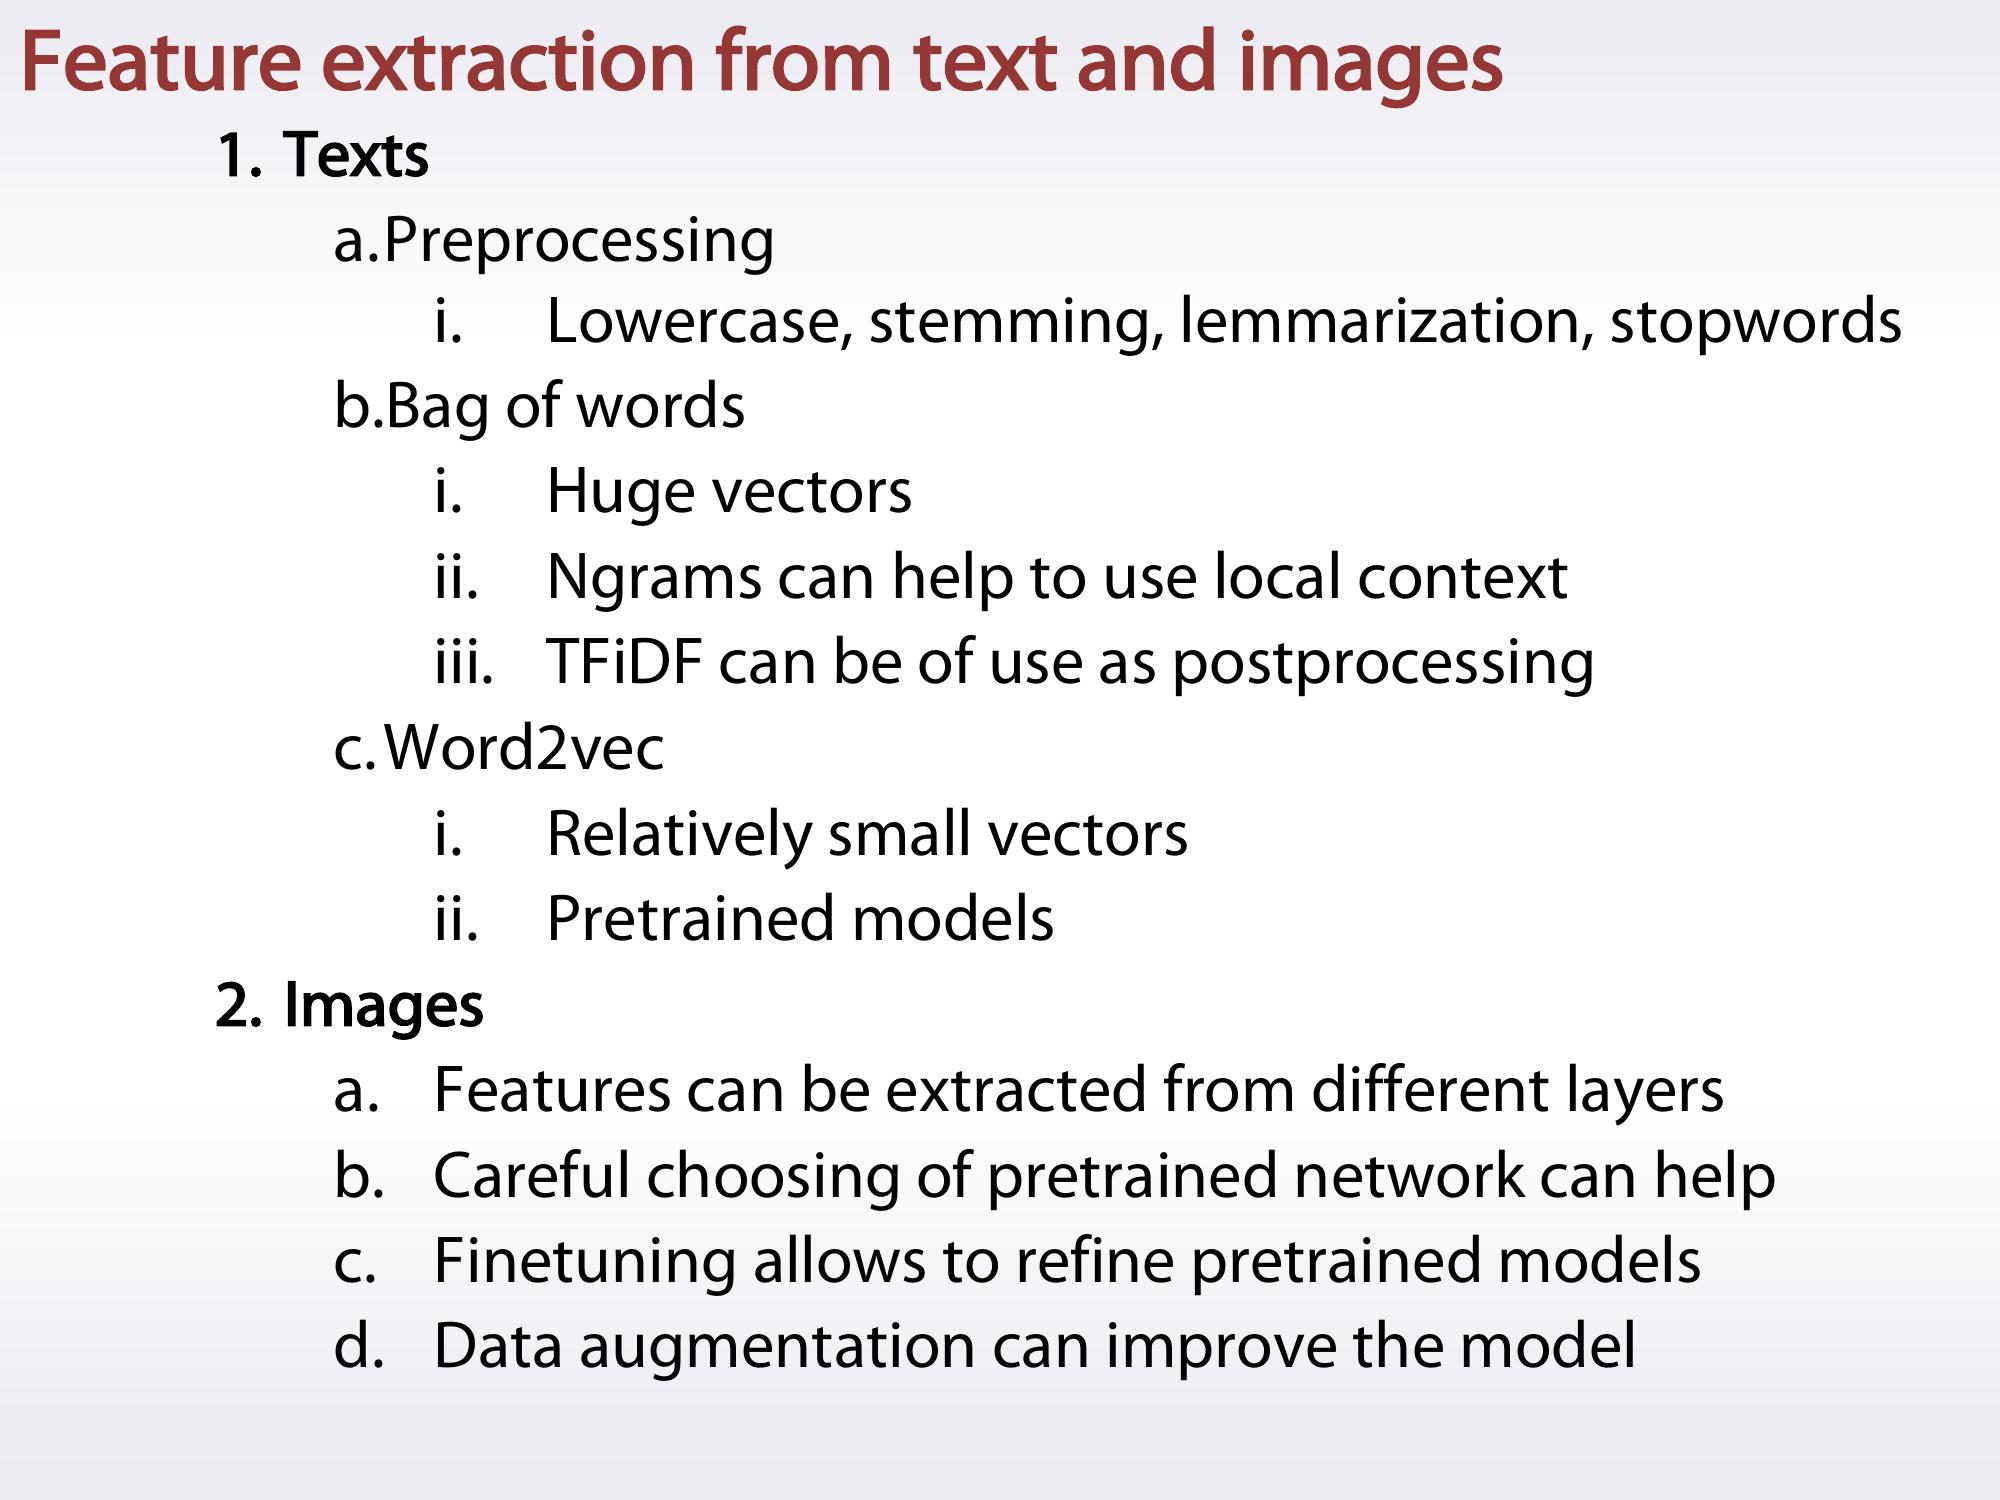 Feature extraction from text and images
1. Texts
a. Preprocessing
i. Lowercase, stemming, lemmarization, stopwords
b. Bag of words
i. Huge vectors
ii. Ngrams can help to use local context
iii. TFiDF can be of use as postprocessing
c. Word2vec
i. Relatively small vectors
ii. Pretrained models
2. Images
a. Features can be extracted from different layers
b. Careful choosing of pretrained network can help
c. Finetuning allows to refine pretrained models
d. Data augmentation can improve the model